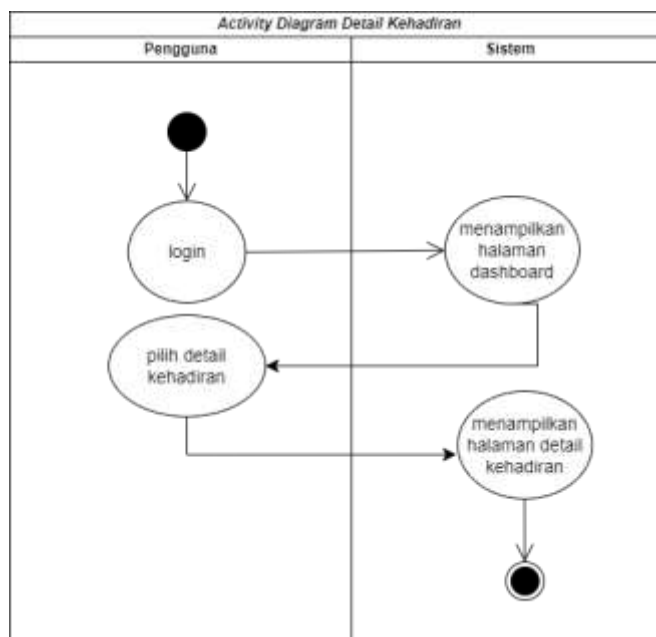 Activity Diagram Detail Kehadiran
Pengguna
Sistem
login
menampilkan
halaman
dashboard
pilih detail
kehadiran
menampilkan
halaman detail
kehadiran